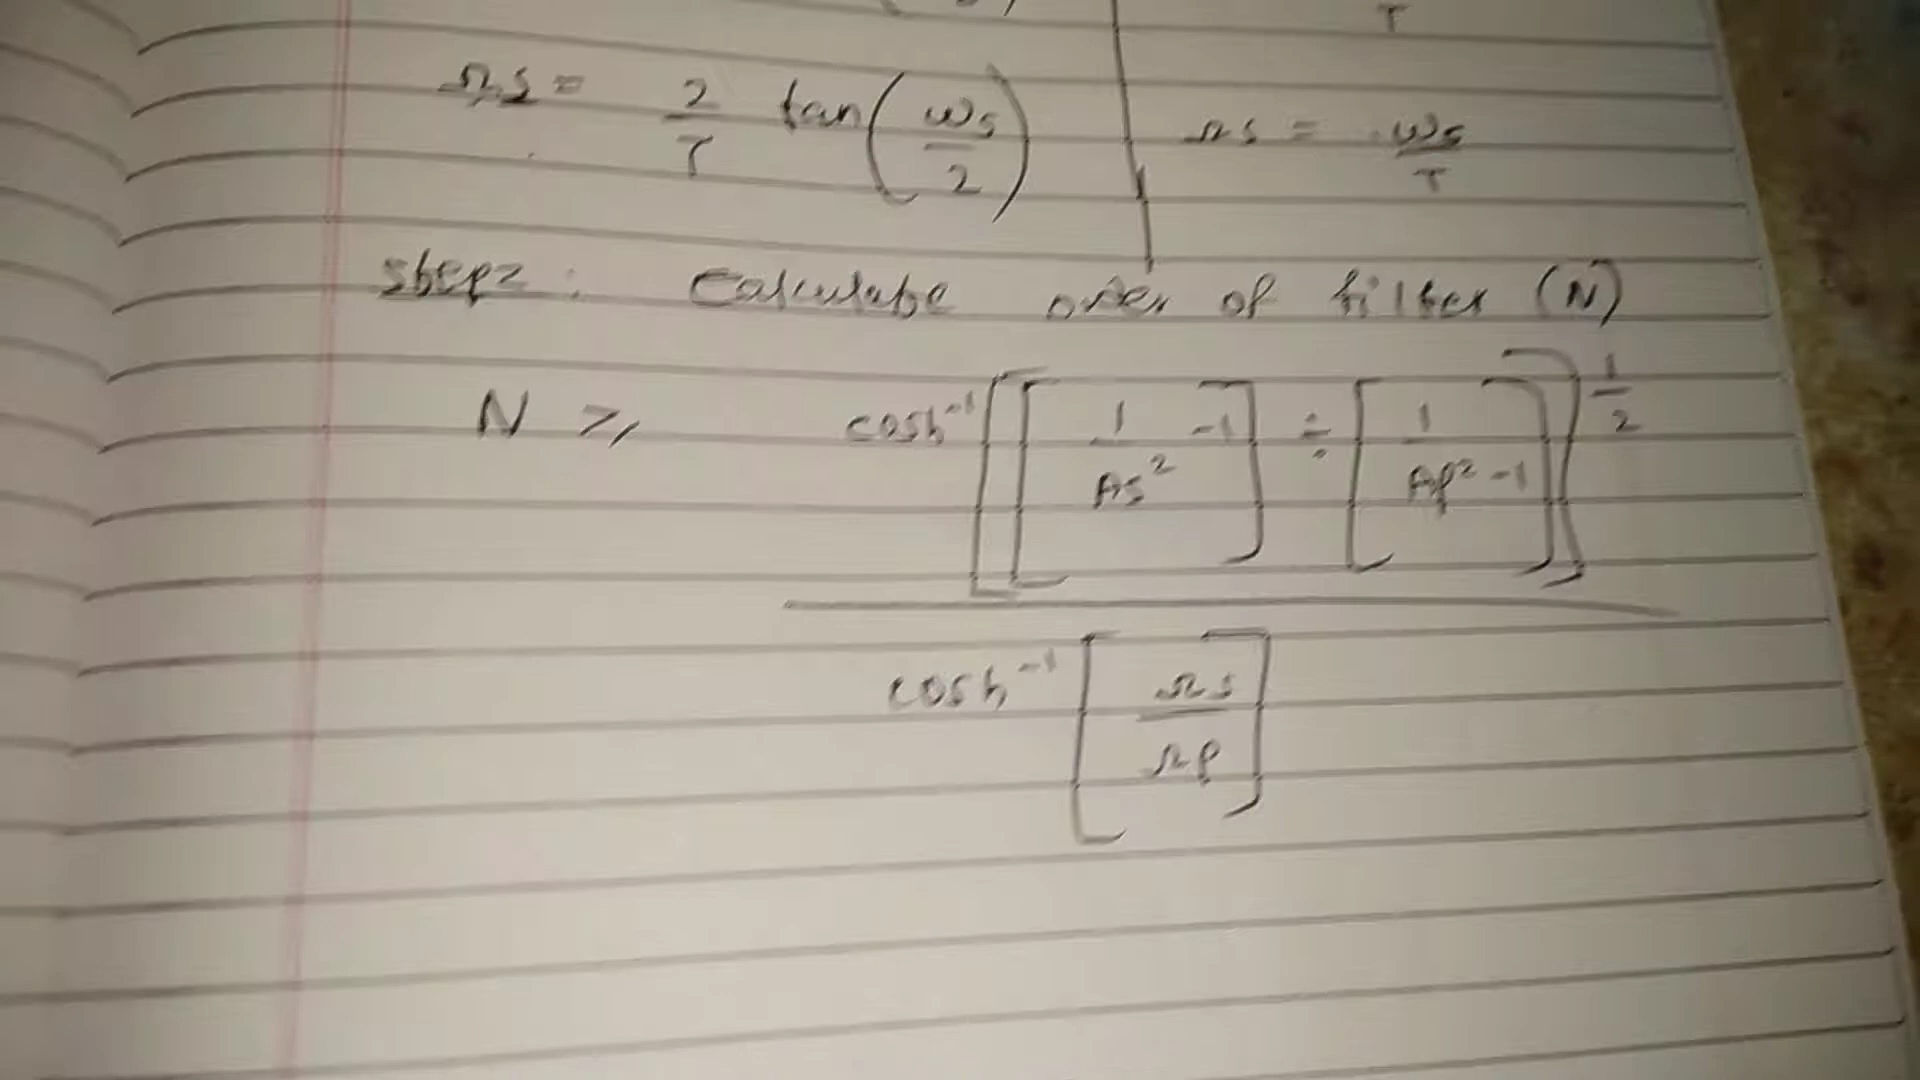 T
Ωs = 2/T tan(ωs/2)
Ωs = ωs/T
step2: Calculate order of filter (N)
N ≥ cosh⁻¹[[1/As² -1] ÷ [1/Ap² -1]]^1/2
cosh⁻¹[Ωs/Ωp]